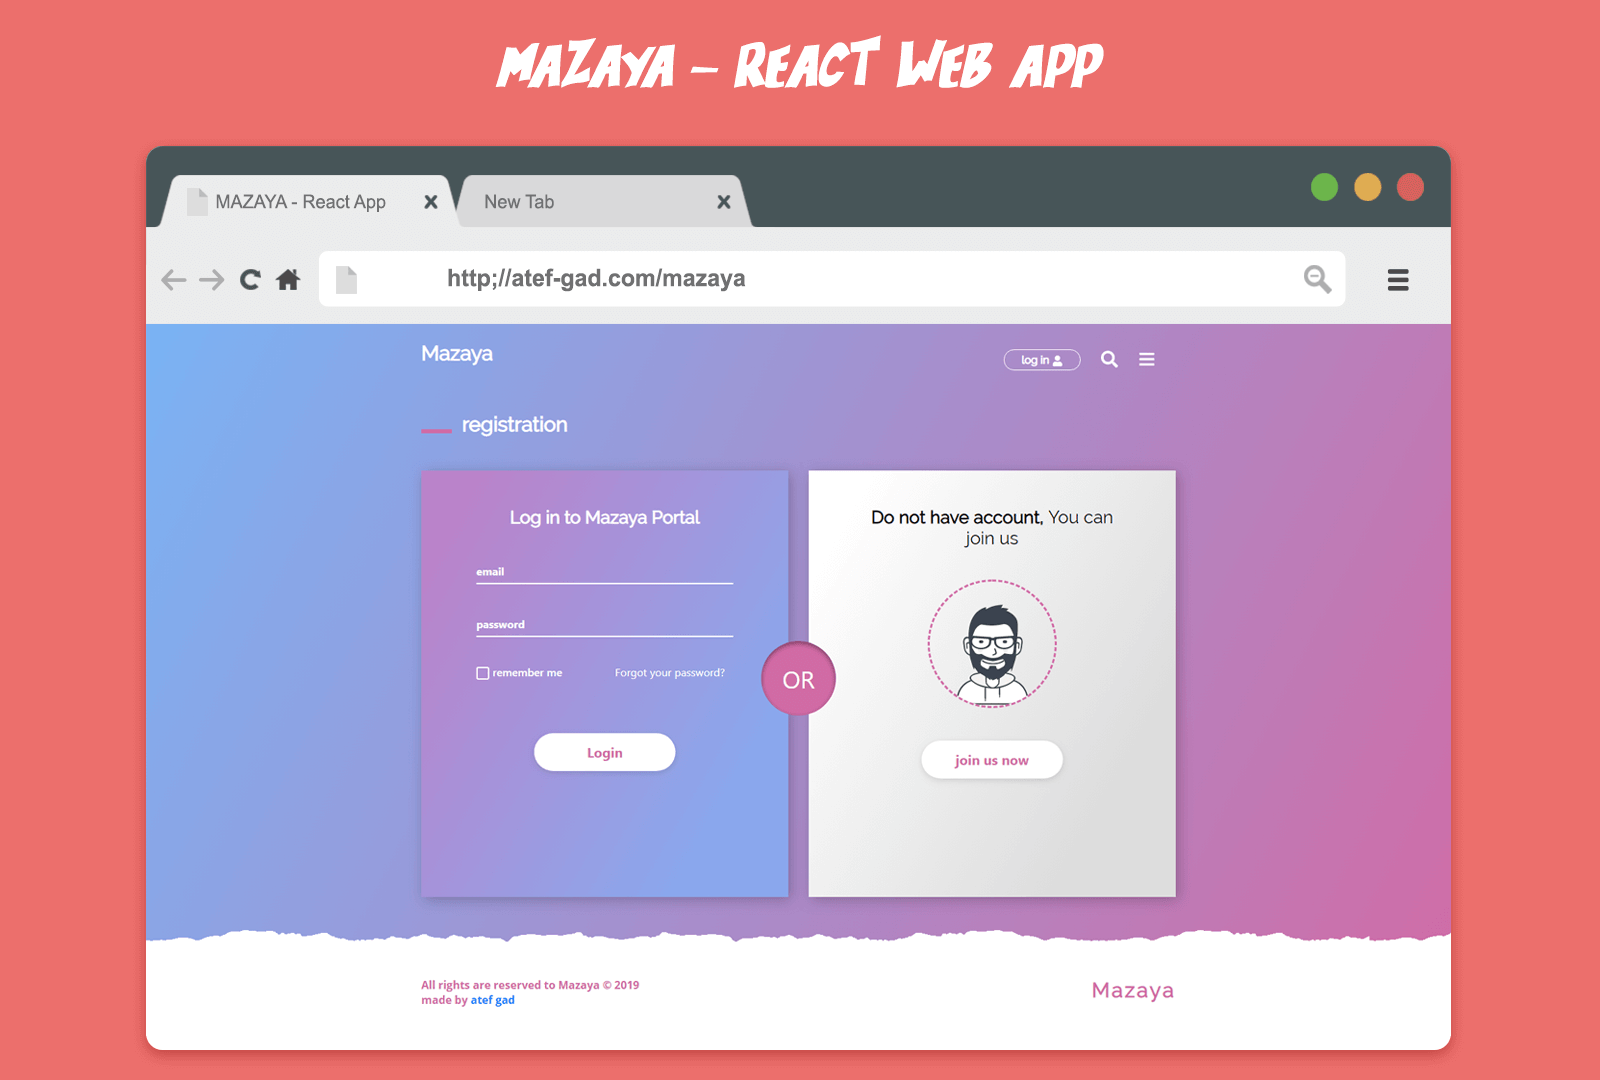 MAZAYA – REACT WEB APP
MAZAYA - React App
New Tab
http;//atef-gad.com/mazaya
Mazaya
log in
registration
Log in to Mazaya Portal
email
password
remember me
Forgot your password?
Login
OR
Do not have account, You can
join us
join us now
All rights are reserved to Mazaya © 2019
made by atef gad
Mazaya